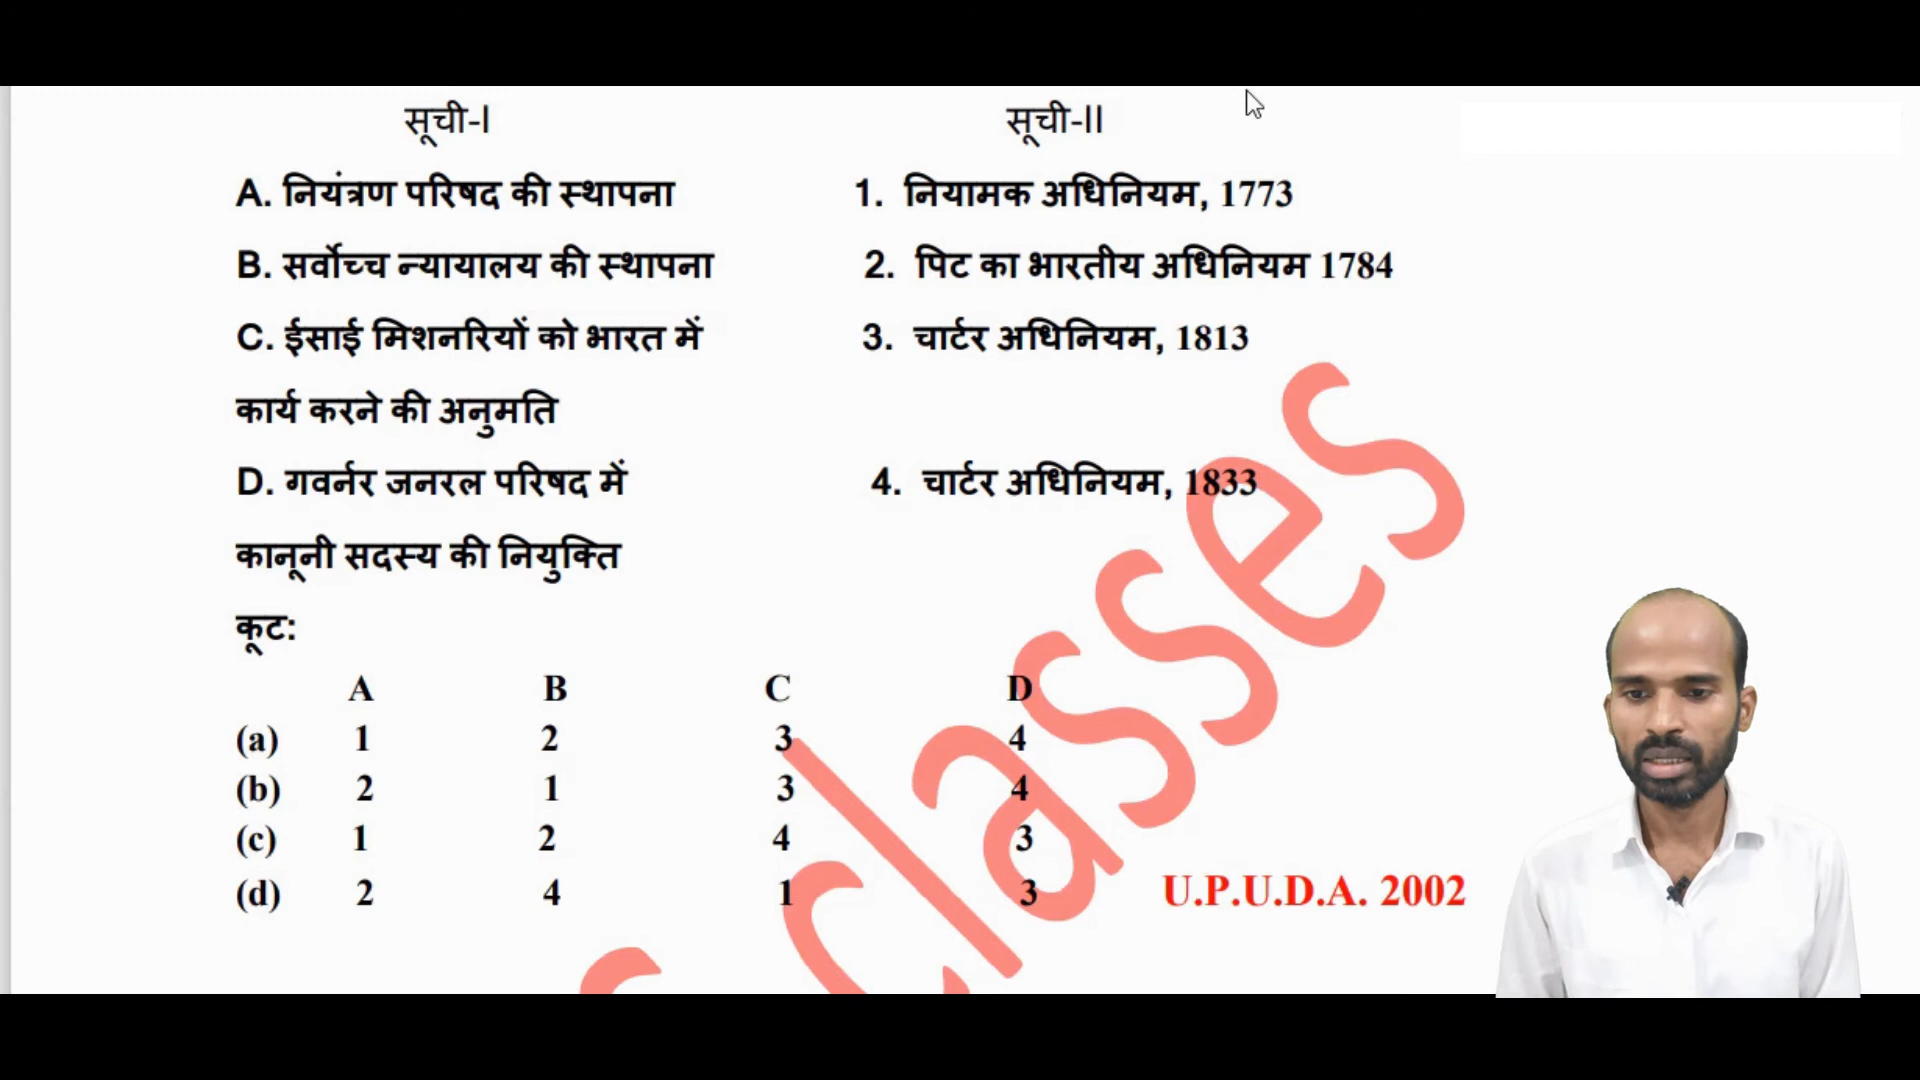 सूची-I सूची-II
A. नियंत्रण परिषद की स्थापना 1. नियामक अधिनियम, 1773
B. सर्वोच्च न्यायालय की स्थापना 2. पिट का भारतीय अधिनियम 1784
C. ईसाई मिशनरियों को भारत में 3. चार्टर अधिनियम, 1813
कार्य करने की अनुमति
D. गवर्नर जनरल परिषद में 4. चार्टर अधिनियम, 1833
कानूनी सदस्य की नियुक्ति
कूट:
A B C D
(a) 1 2 3 4
(b) 2 1 3 4
(c) 1 2 4 3
(d) 2 4 1 3 U.P.U.D.A. 2002
classes